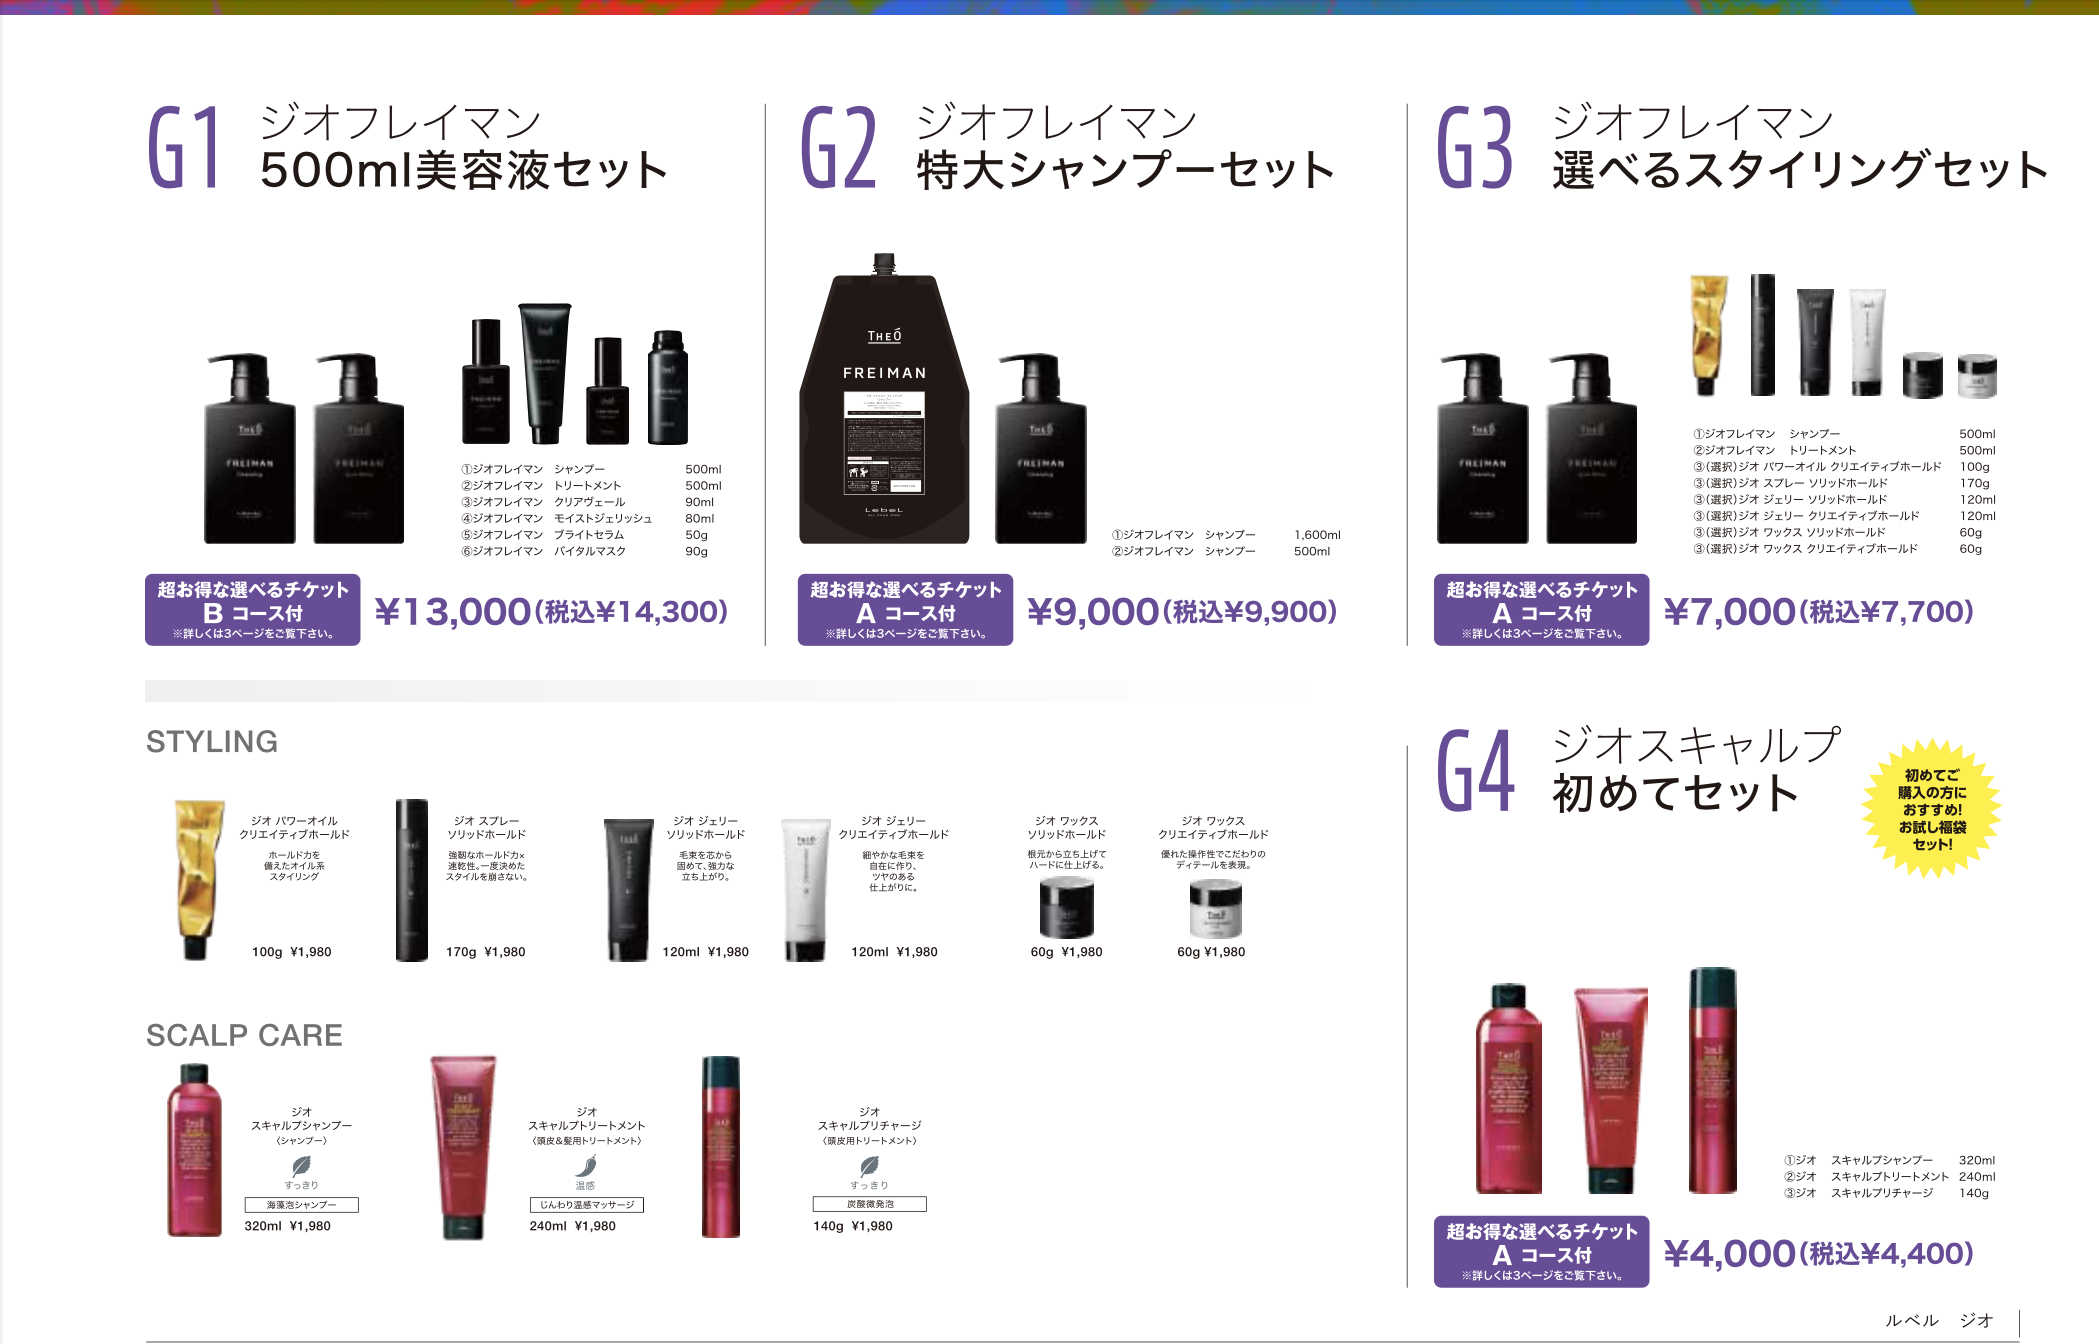 G1
ジオフレイマン
500ml美容液セット
①ジオフレイマン シャンプー 500ml
②ジオフレイマン トリートメント 500ml
③ジオフレイマン クリアヴェール 90ml
④ジオフレイマン モイストジェリッシュ 80ml
⑤ジオフレイマン ブライトセラム 50g
⑥ジオフレイマン バイタルマスク 90g
超お得な選べるチケット
B コース付
※詳しくは3ページをご覧下さい。
¥13,000(税込¥14,300)
G2
ジオフレイマン
特大シャンプーセット
THEÓ
FREIMAN
LebeL
①ジオフレイマン シャンプー 1,600ml
②ジオフレイマン シャンプー 500ml
超お得な選べるチケット
A コース付
※詳しくは3ページをご覧下さい。
¥9,000(税込¥9,900)
G3
ジオフレイマン
選べるスタイリングセット
①ジオフレイマン シャンプー 500ml
②ジオフレイマン トリートメント 500ml
③(選択)ジオ パワーオイル クリエイティブホールド 100g
③(選択)ジオ スプレー ソリッドホールド 170g
③(選択)ジオ ジェリー ソリッドホールド 120ml
③(選択)ジオ ジェリー クリエイティブホールド 120ml
③(選択)ジオ ワックス ソリッドホールド 60g
③(選択)ジオ ワックス クリエイティブホールド 60g
超お得な選べるチケット
A コース付
※詳しくは3ページをご覧下さい。
¥7,000(税込¥7,700)
STYLING
ジオ パワーオイル
クリエイティブホールド
ホールド力を
備えたオイル系
スタイリング
100g ¥1,980
ジオ スプレー
ソリッドホールド
強靭なホールド力×
速乾性。一度決めた
スタイルを崩さない。
170g ¥1,980
ジオ ジェリー
ソリッドホールド
毛束を芯から
固めて、強力な
立ち上がり。
120ml ¥1,980
ジオ ジェリー
クリエイティブホールド
細やかな毛束を
自在に作り、
ツヤのある
仕上がりに。
120ml ¥1,980
ジオ ワックス
ソリッドホールド
根元から立ち上げて
ハードに仕上げる。
60g ¥1,980
ジオ ワックス
クリエイティブホールド
優れた操作性でこだわりの
ディテールを表現。
60g ¥1,980
SCALP CARE
ジオ
スキャルプシャンプー
〈シャンプー〉
すっきり
海藻泡シャンプー
320ml ¥1,980
ジオ
スキャルプトリートメント
〈頭皮&髪用トリートメント〉
温感
じんわり温感マッサージ
240ml ¥1,980
ジオ
スキャルプリチャージ
〈頭皮用トリートメント〉
すっきり
炭酸微発泡
140g ¥1,980
G4
ジオスキャルプ
初めてセット
初めてご
購入の方に
おすすめ!
お試し福袋
セット!
①ジオ スキャルプシャンプー 320ml
②ジオ スキャルプトリートメント 240ml
③ジオ スキャルプリチャージ 140g
超お得な選べるチケット
A コース付
※詳しくは3ページをご覧下さい。
¥4,000(税込¥4,400)
ルベル ジオ